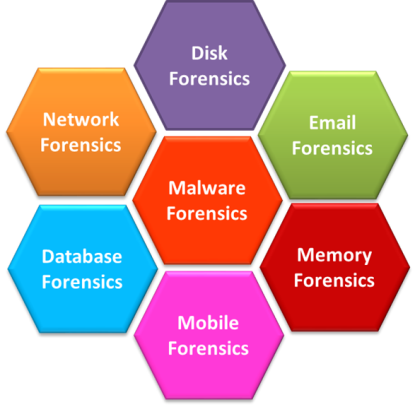 Disk
Forensics
Network
Forensics
Email
Forensics
Malware
Forensics
Database
Forensics
Memory
Forensics
Mobile
Forensics